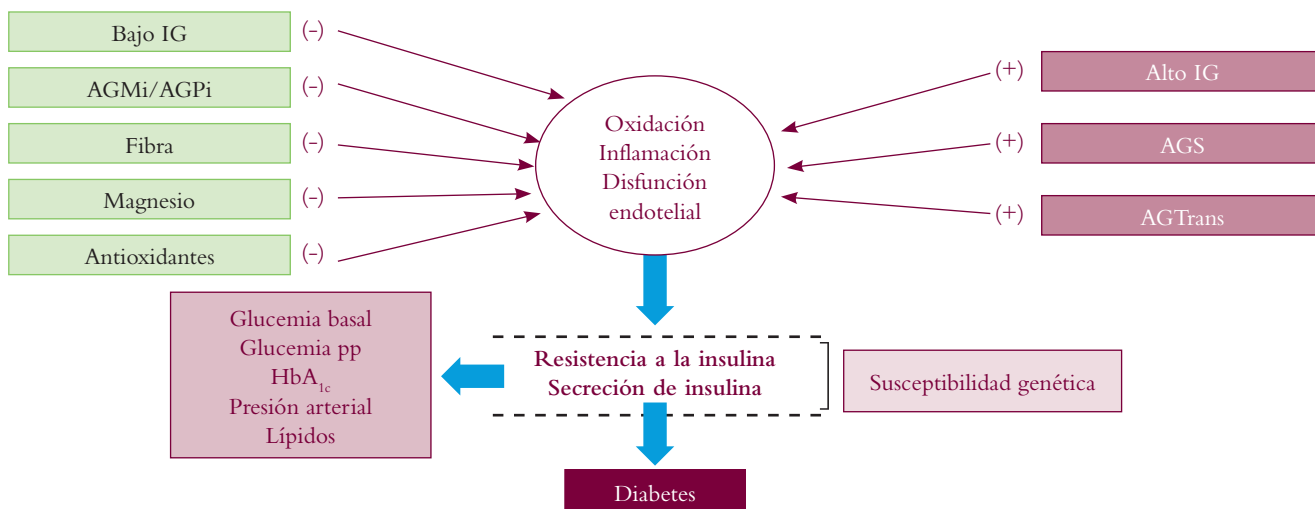 Bajo IG
(-)
AGMi/AGPi
(-)
Fibra
(-)
Magnesio
(-)
Antioxidantes
(-)
Oxidación
Inflamación
Disfunción
endotelial
(+)
Alto IG
(+)
AGS
(+)
AGTrans
Glucemia basal
Glucemia pp
HbA1c
Presión arterial
Lípidos
Resistencia a la insulina
Secreción de insulina
Susceptibilidad genética
Diabetes